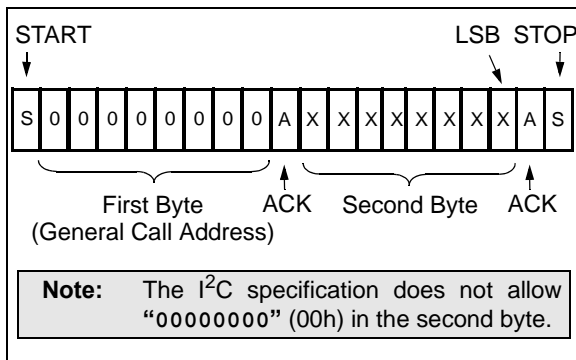 START LSB STOP
S 0 0 0 0 0 0 0 0 A X X X X X X X X A S
First Byte ACK Second Byte ACK
(General Call Address)
Note: The I²C specification does not allow
“00000000” (00h) in the second byte.